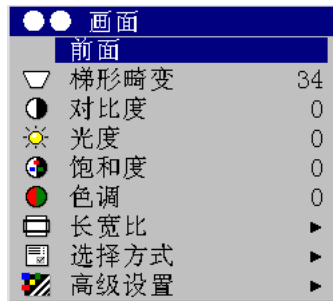 画面
前面
梯形畸变 34
对比度 0
光度 0
饱和度 0
色调 0
长宽比
选择方式
高级设置